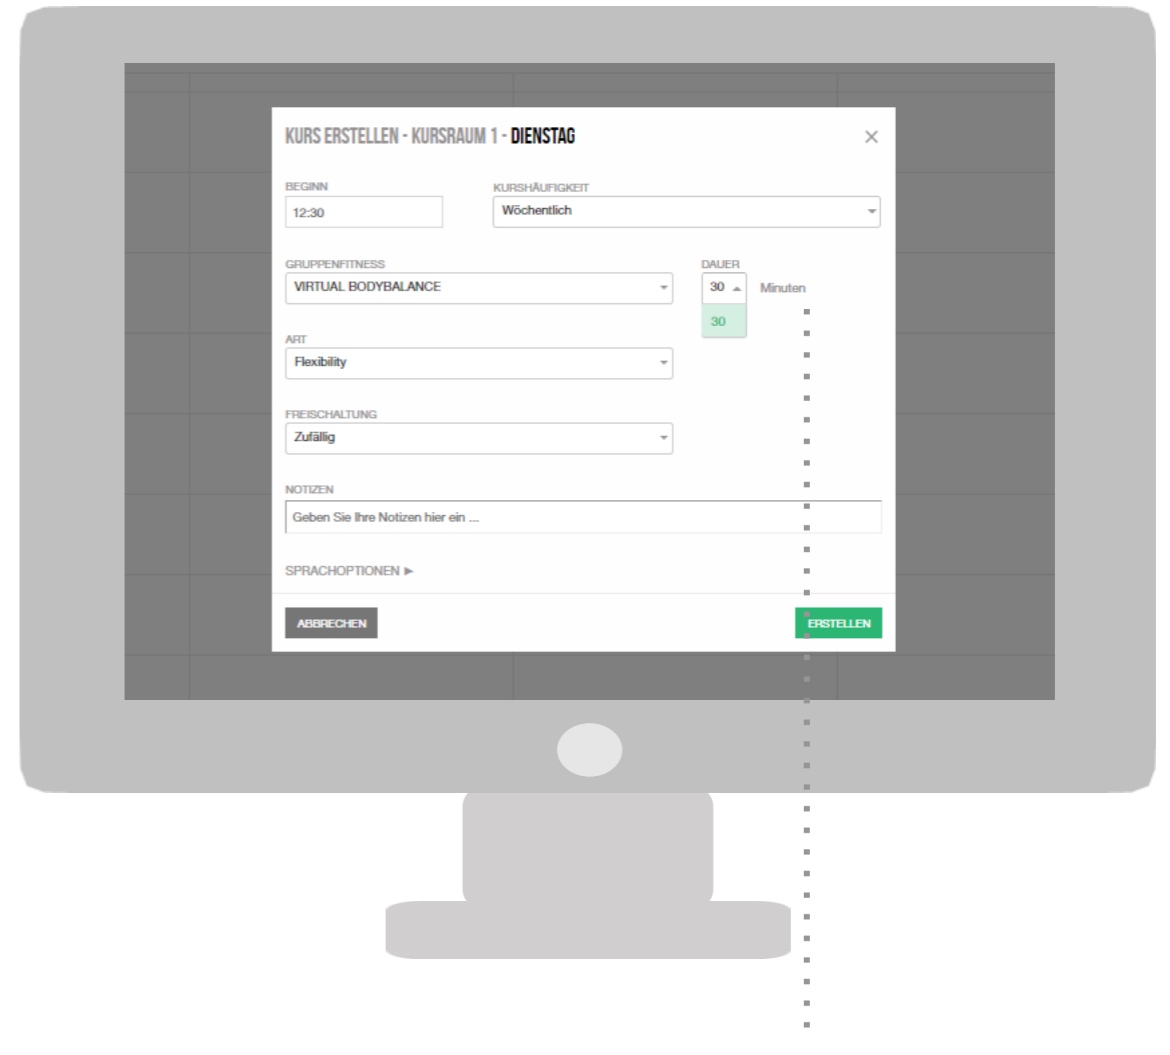 KURS ERSTELLEN - KURSRAUM 1 - DIENSTAG ×
BEGINN
KURSHÄUFIGKEIT
12:30
Wöchentlich
GRUPPENFITNESS
DAUER
VIRTUAL BODYBALANCE
30
Minuten
30
ART
Flexibility
FREISCHALTUNG
Zufällig
NOTIZEN
Geben Sie Ihre Notizen hier ein ...
SPRACHOPTIONEN ►
ABBRECHEN
ERSTELLEN